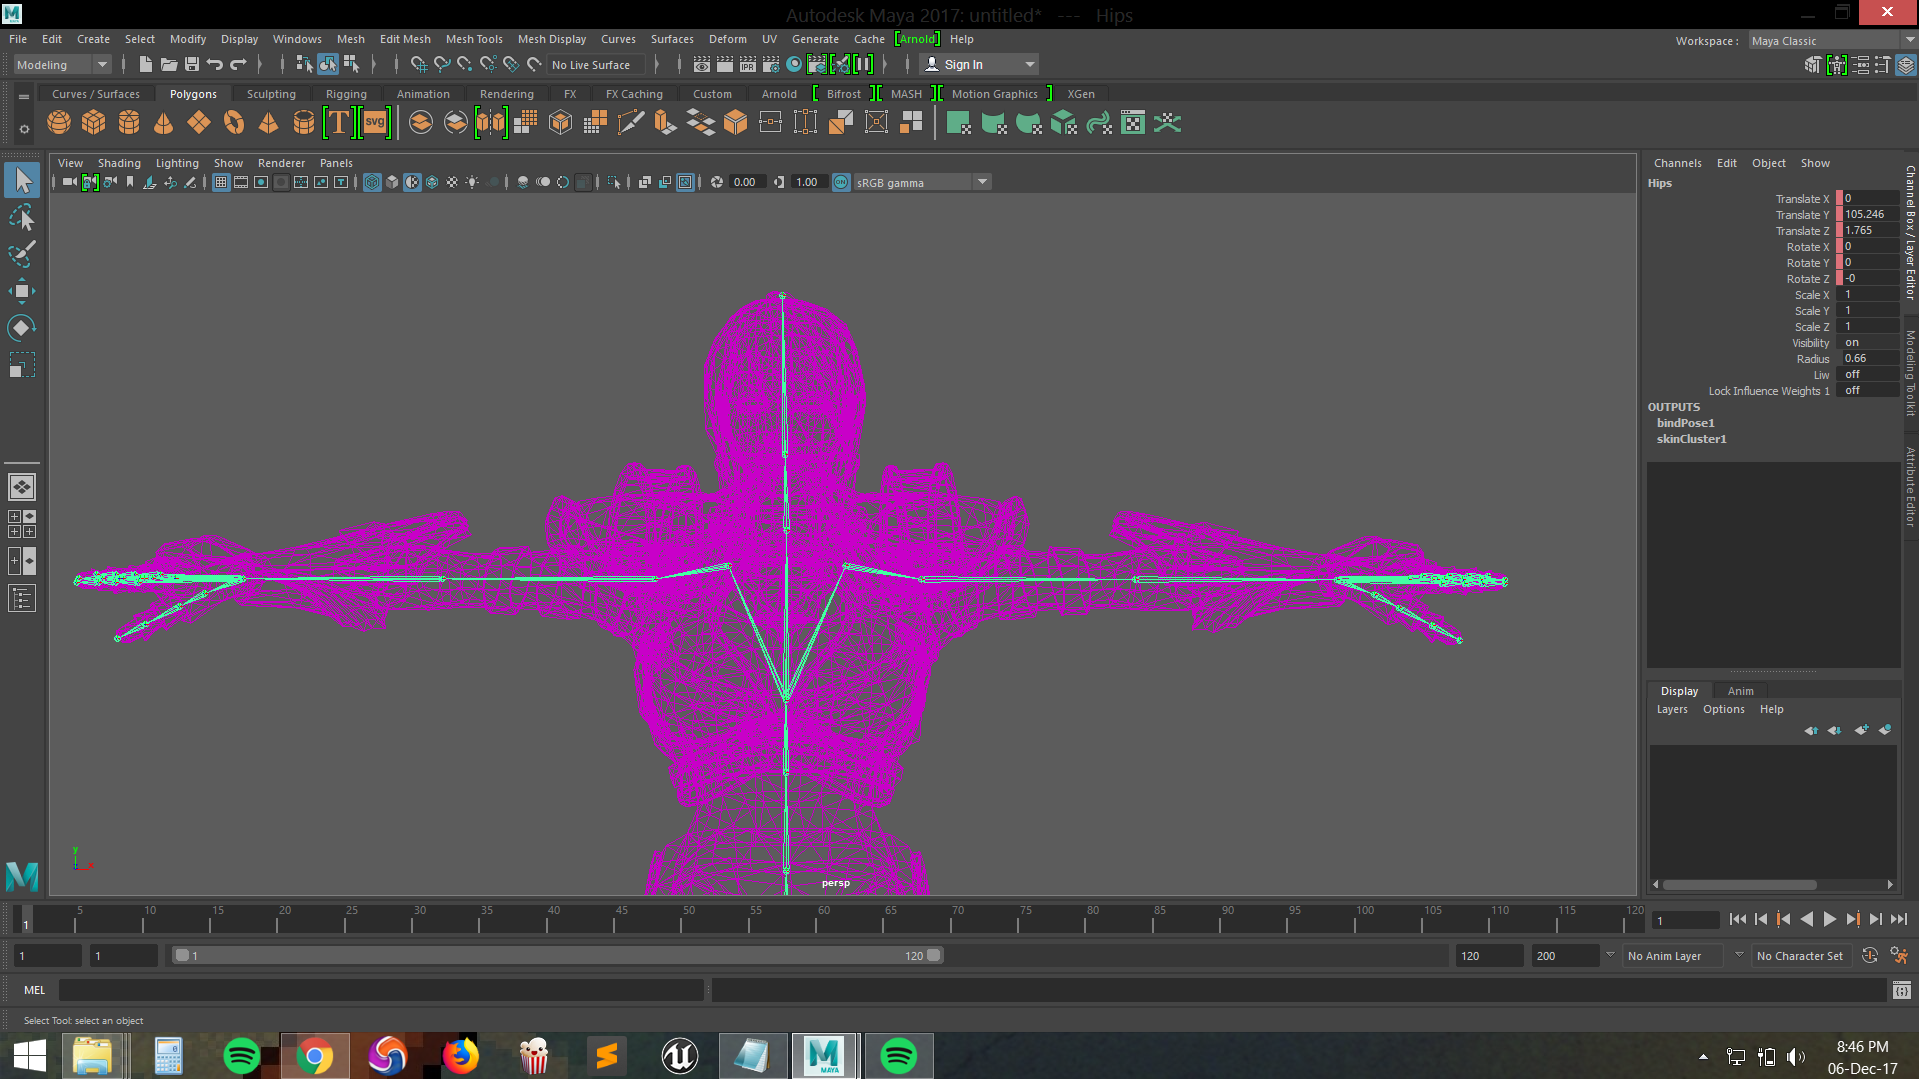 Autodesk Maya 2017: untitled*   ---   Hips
File Edit Create Select Modify Display Windows Mesh Edit Mesh Mesh Tools Mesh Display Curves Surfaces Deform UV Generate Cache [Arnold] Help
Workspace : Maya Classic
Modeling No Live Surface IPR Sign In
Curves / Surfaces Polygons Sculpting Rigging Animation Rendering FX FX Caching Custom Arnold Bifrost MASH Motion Graphics XGen
T svg
View Shading Lighting Show Renderer Panels
0.00 1.00 ON sRGB gamma
Channels Edit Object Show
Hips
Translate X 0
Translate Y 105.246
Translate Z 1.765
Rotate X 0
Rotate Y 0
Rotate Z -0
Scale X 1
Scale Y 1
Scale Z 1
Visibility on
Radius 0.66
Liw off
Lock Influence Weights 1 off
OUTPUTS
bindPose1
skinCluster1
Channel Box / Layer Editor
Modeling Toolkit
Attribute Editor
Display Anim
Layers Options Help
y
x
persp
1 5 10 15 20 25 30 35 40 45 50 55 60 65 70 75 80 85 90 95 100 105 110 115 120
1
1 1 1 120 120 200 No Anim Layer No Character Set
MEL
Select Tool: select an object
MAYA
8:46 PM
06-Dec-17